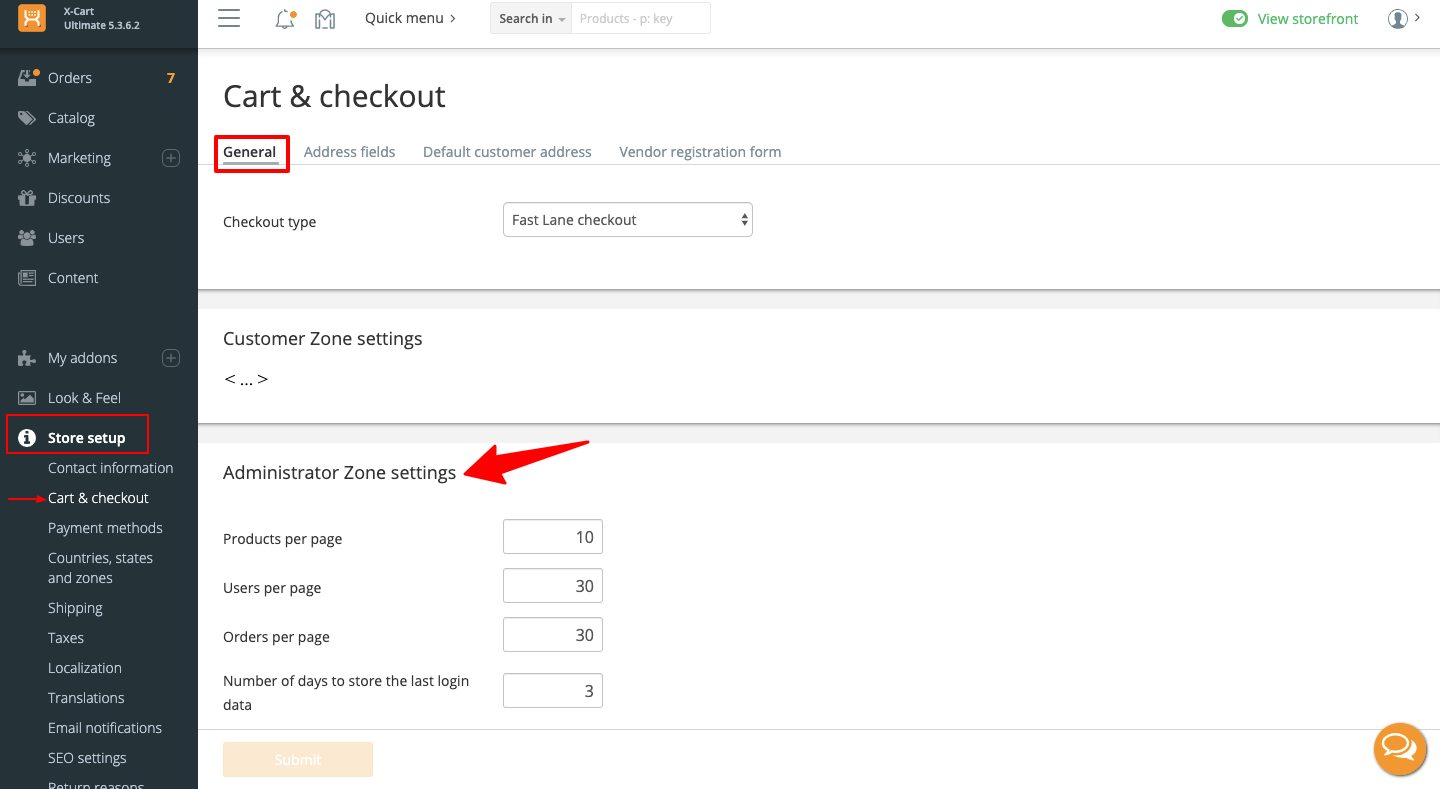 X-Cart
Ultimate 5.3.6.2
Quick menu
Search in
Products - p: key
View storefront
Orders
7
Catalog
Marketing
Discounts
Users
Content
My addons
Look & Feel
Store setup
Contact information
Cart & checkout
Payment methods
Countries, states
and zones
Shipping
Taxes
Localization
Translations
Email notifications
SEO settings
Return reasons
Cart & checkout
General
Address fields
Default customer address
Vendor registration form
Checkout type
Fast Lane checkout
Customer Zone settings
< ... >
Administrator Zone settings
Products per page
10
Users per page
30
Orders per page
30
Number of days to store the last login
data
3
Submit